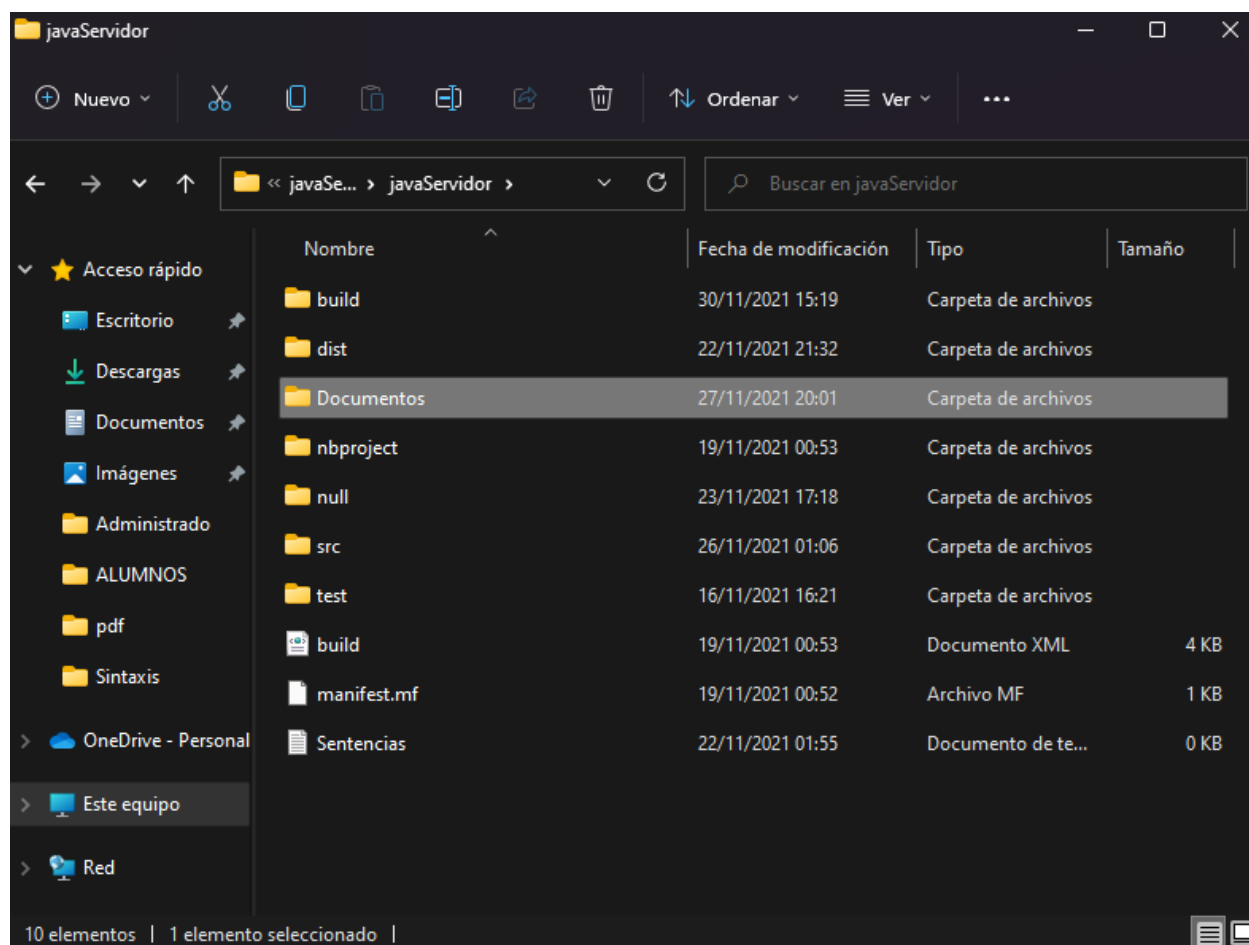 javaServidor
Nuevo Ordenar Ver
« javaSe... > javaServidor > Buscar en javaServidor
Acceso rápido
Escritorio
Descargas
Documentos
Imágenes
Administrado
ALUMNOS
pdf
Sintaxis
OneDrive - Personal
Este equipo
Red
Nombre Fecha de modificación Tipo Tamaño
build 30/11/2021 15:19 Carpeta de archivos
dist 22/11/2021 21:32 Carpeta de archivos
Documentos 27/11/2021 20:01 Carpeta de archivos
nbproject 19/11/2021 00:53 Carpeta de archivos
null 23/11/2021 17:18 Carpeta de archivos
src 26/11/2021 01:06 Carpeta de archivos
test 16/11/2021 16:21 Carpeta de archivos
build 19/11/2021 00:53 Documento XML 4 KB
manifest.mf 19/11/2021 00:52 Archivo MF 1 KB
Sentencias 22/11/2021 01:55 Documento de te... 0 KB
10 elementos | 1 elemento seleccionado |